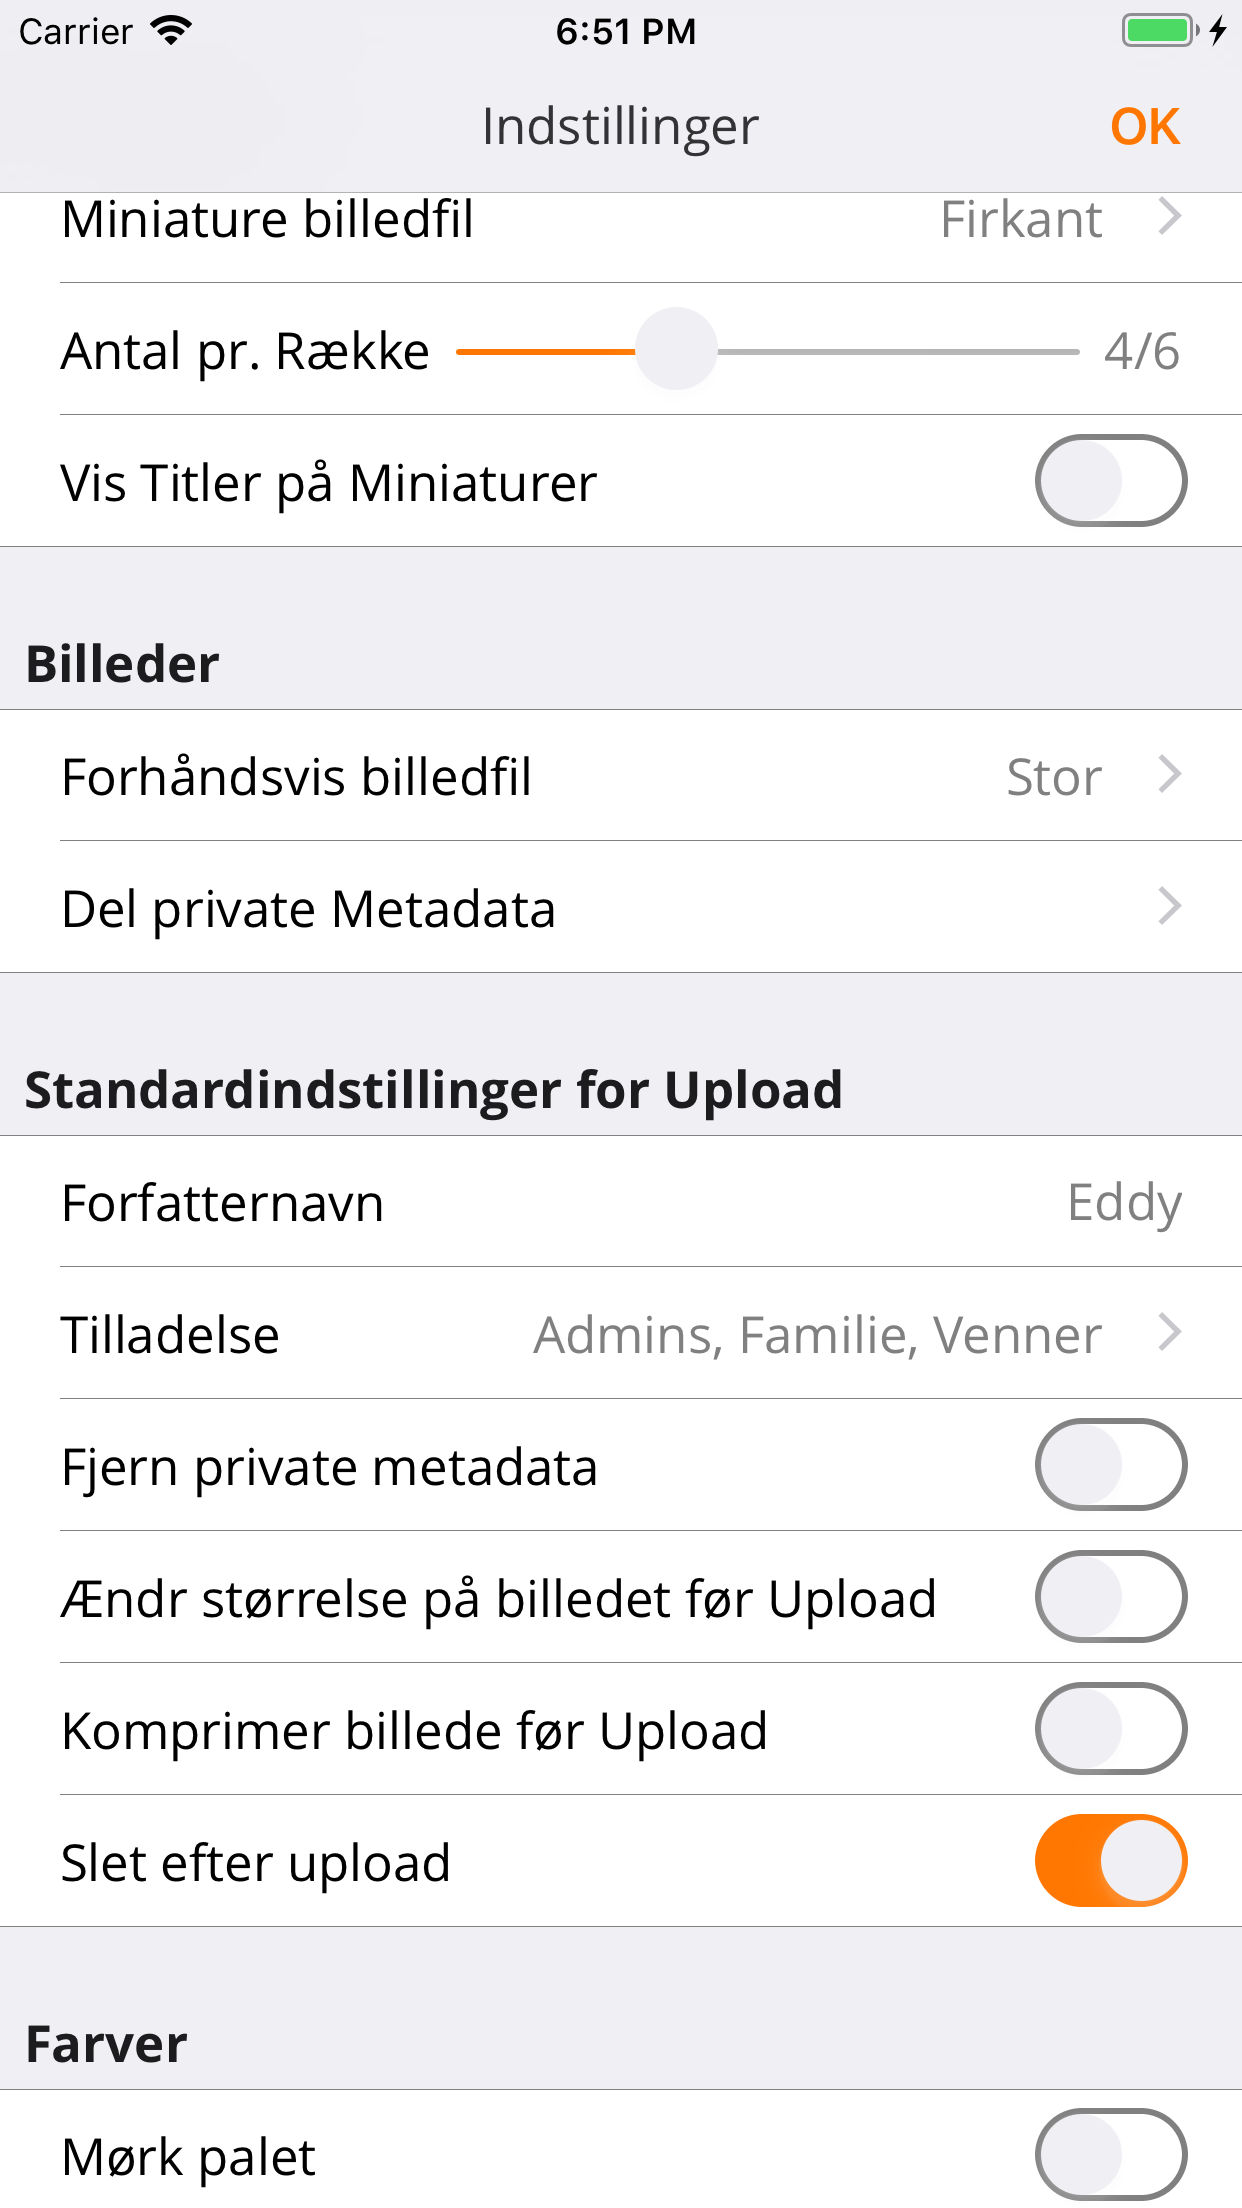 Carrier 6:51 PM
Indstillinger OK
Miniature billedfil Firkant
Antal pr. Række 4/6
Vis Titler på Miniaturer
Billeder
Forhåndsvis billedfil Stor
Del private Metadata
Standardindstillinger for Upload
Forfatternavn Eddy
Tilladelse Admins, Familie, Venner
Fjern private metadata
Ændr størrelse på billedet før Upload
Komprimer billede før Upload
Slet efter upload
Farver
Mørk palet